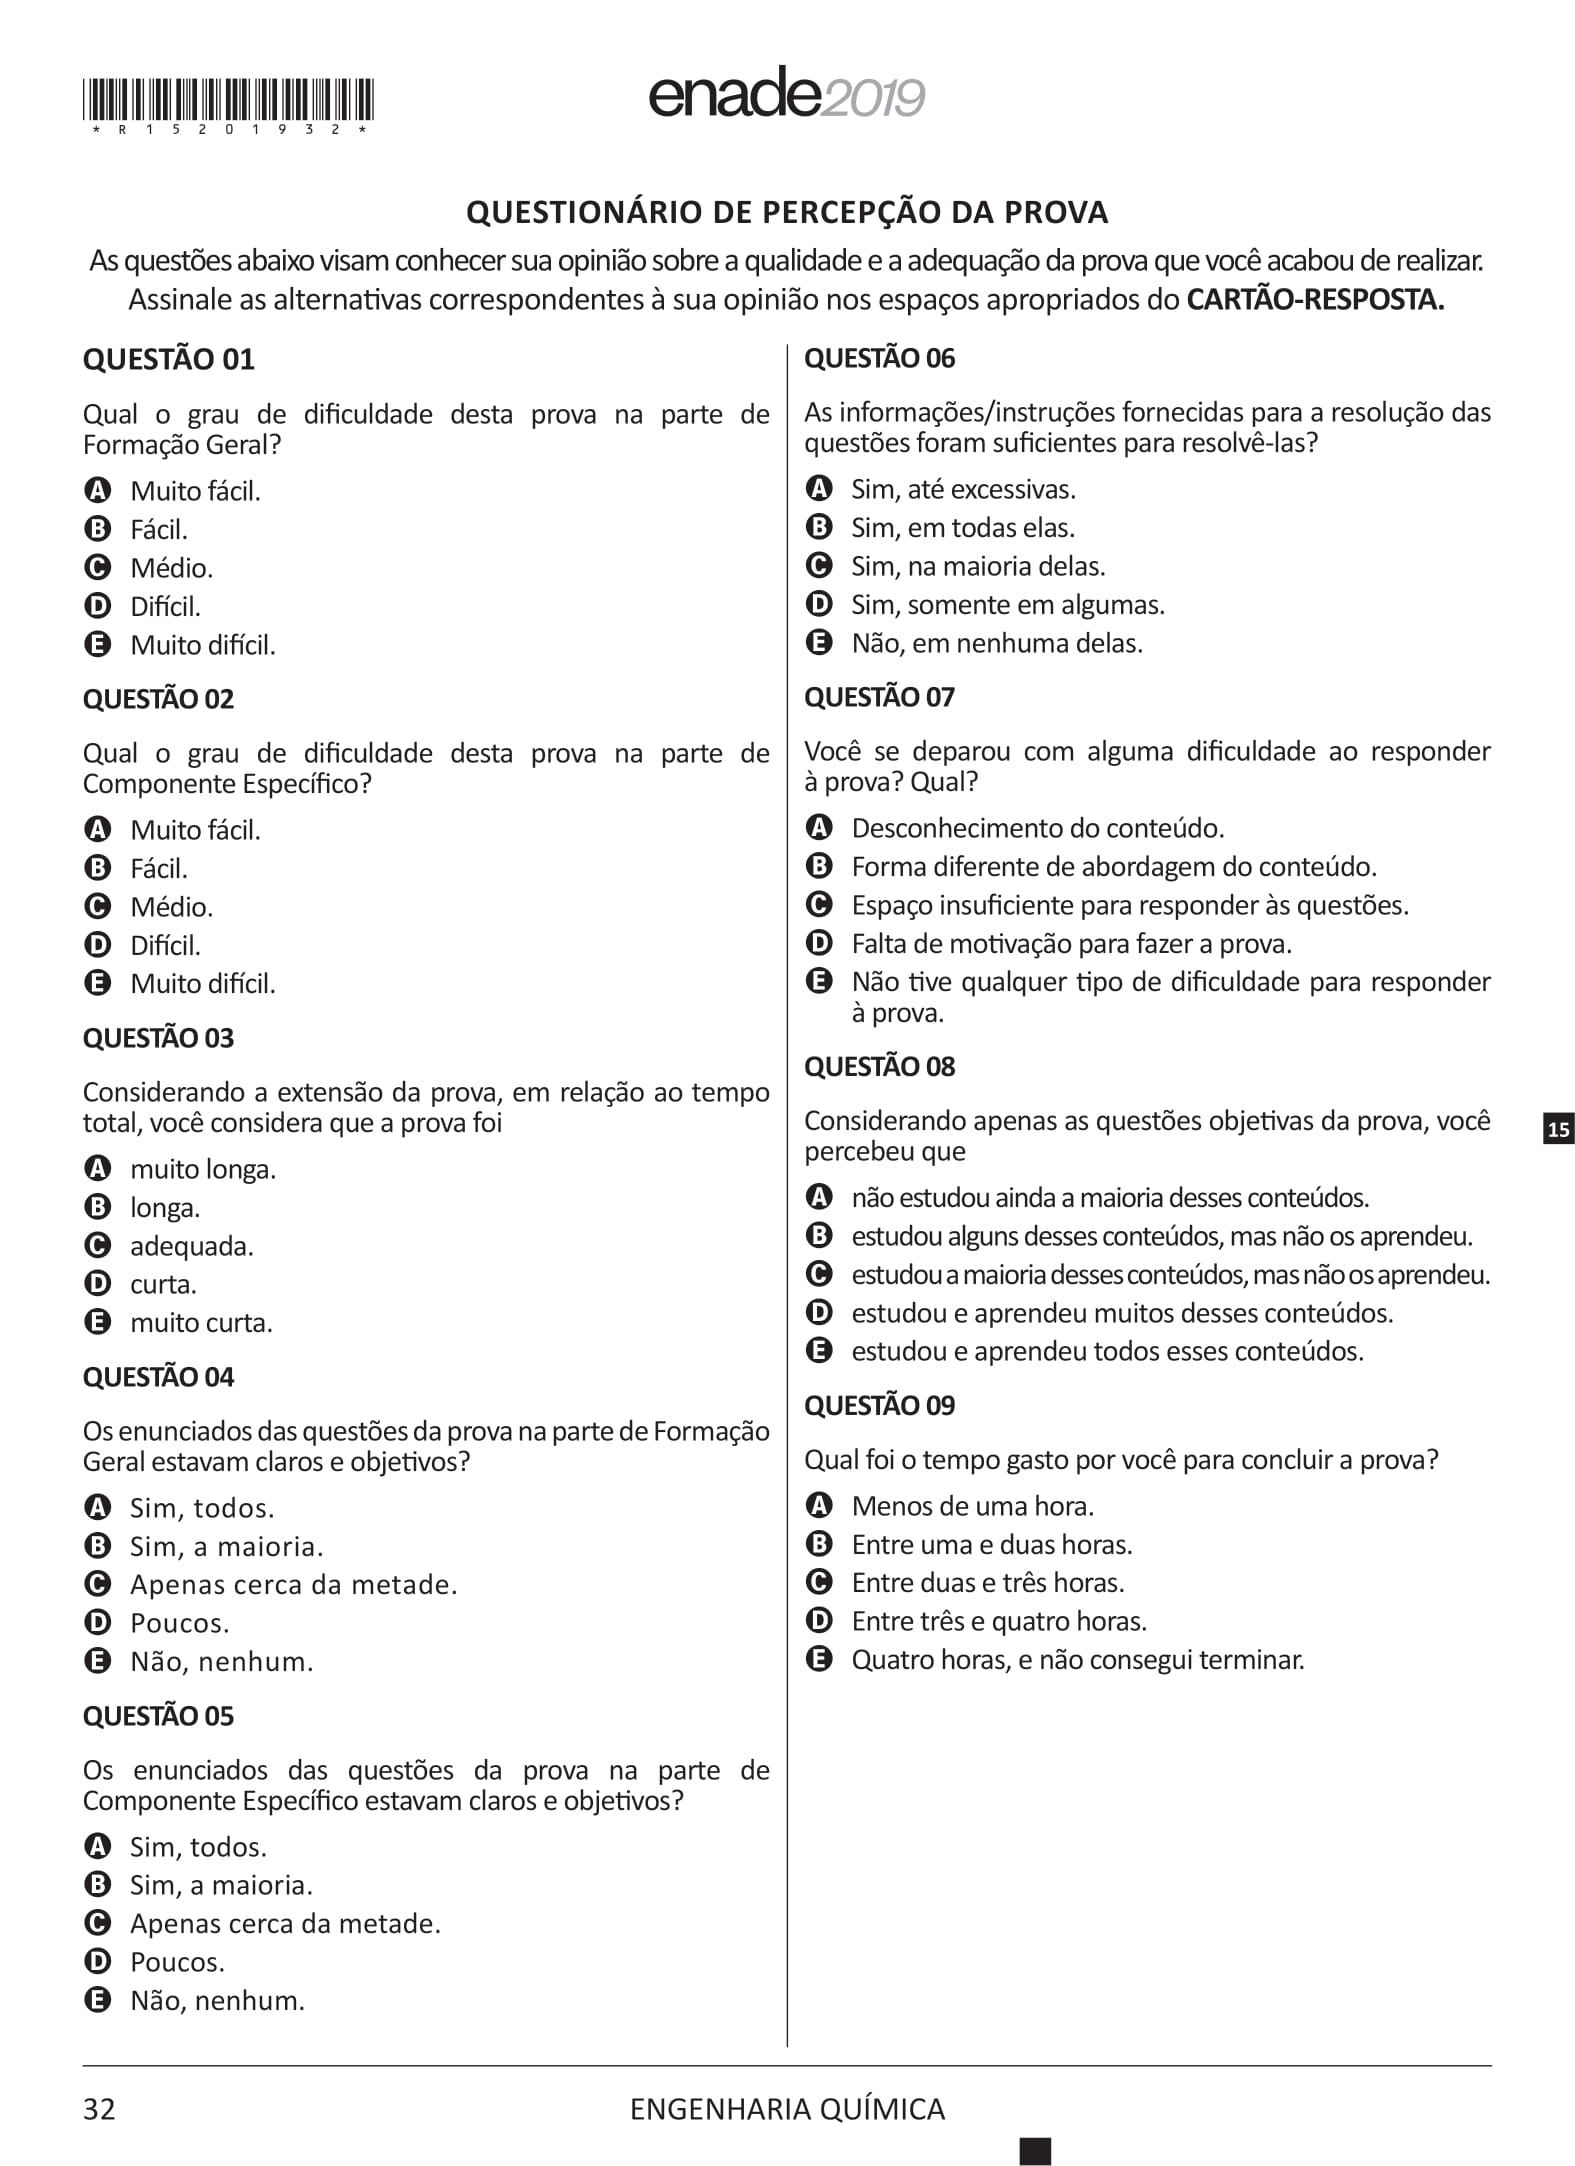 *R15201932*
enade2019
QUESTIONÁRIO DE PERCEPÇÃO DA PROVA
As questões abaixo visam conhecer sua opinião sobre a qualidade e a adequação da prova que você acabou de realizar.
Assinale as alternativas correspondentes à sua opinião nos espaços apropriados do CARTÃO-RESPOSTA.
QUESTÃO 01
Qual o grau de dificuldade desta prova na parte de
Formação Geral?
A Muito fácil.
B Fácil.
C Médio.
D Difícil.
E Muito difícil.
QUESTÃO 02
Qual o grau de dificuldade desta prova na parte de
Componente Específico?
A Muito fácil.
B Fácil.
C Médio.
D Difícil.
E Muito difícil.
QUESTÃO 03
Considerando a extensão da prova, em relação ao tempo
total, você considera que a prova foi
A muito longa.
B longa.
C adequada.
D curta.
E muito curta.
QUESTÃO 04
Os enunciados das questões da prova na parte de Formação
Geral estavam claros e objetivos?
A Sim, todos.
B Sim, a maioria.
C Apenas cerca da metade.
D Poucos.
E Não, nenhum.
QUESTÃO 05
Os enunciados das questões da prova na parte de
Componente Específico estavam claros e objetivos?
A Sim, todos.
B Sim, a maioria.
C Apenas cerca da metade.
D Poucos.
E Não, nenhum.
QUESTÃO 06
As informações/instruções fornecidas para a resolução das
questões foram suficientes para resolvê-las?
A Sim, até excessivas.
B Sim, em todas elas.
C Sim, na maioria delas.
D Sim, somente em algumas.
E Não, em nenhuma delas.
QUESTÃO 07
Você se deparou com alguma dificuldade ao responder
à prova? Qual?
A Desconhecimento do conteúdo.
B Forma diferente de abordagem do conteúdo.
C Espaço insuficiente para responder às questões.
D Falta de motivação para fazer a prova.
E Não tive qualquer tipo de dificuldade para responder
à prova.
QUESTÃO 08
Considerando apenas as questões objetivas da prova, você
percebeu que
A não estudou ainda a maioria desses conteúdos.
B estudou alguns desses conteúdos, mas não os aprendeu.
C estudou a maioria desses conteúdos, mas não os aprendeu.
D estudou e aprendeu muitos desses conteúdos.
E estudou e aprendeu todos esses conteúdos.
QUESTÃO 09
Qual foi o tempo gasto por você para concluir a prova?
A Menos de uma hora.
B Entre uma e duas horas.
C Entre duas e três horas.
D Entre três e quatro horas.
E Quatro horas, e não consegui terminar.
15
32
ENGENHARIA QUÍMICA